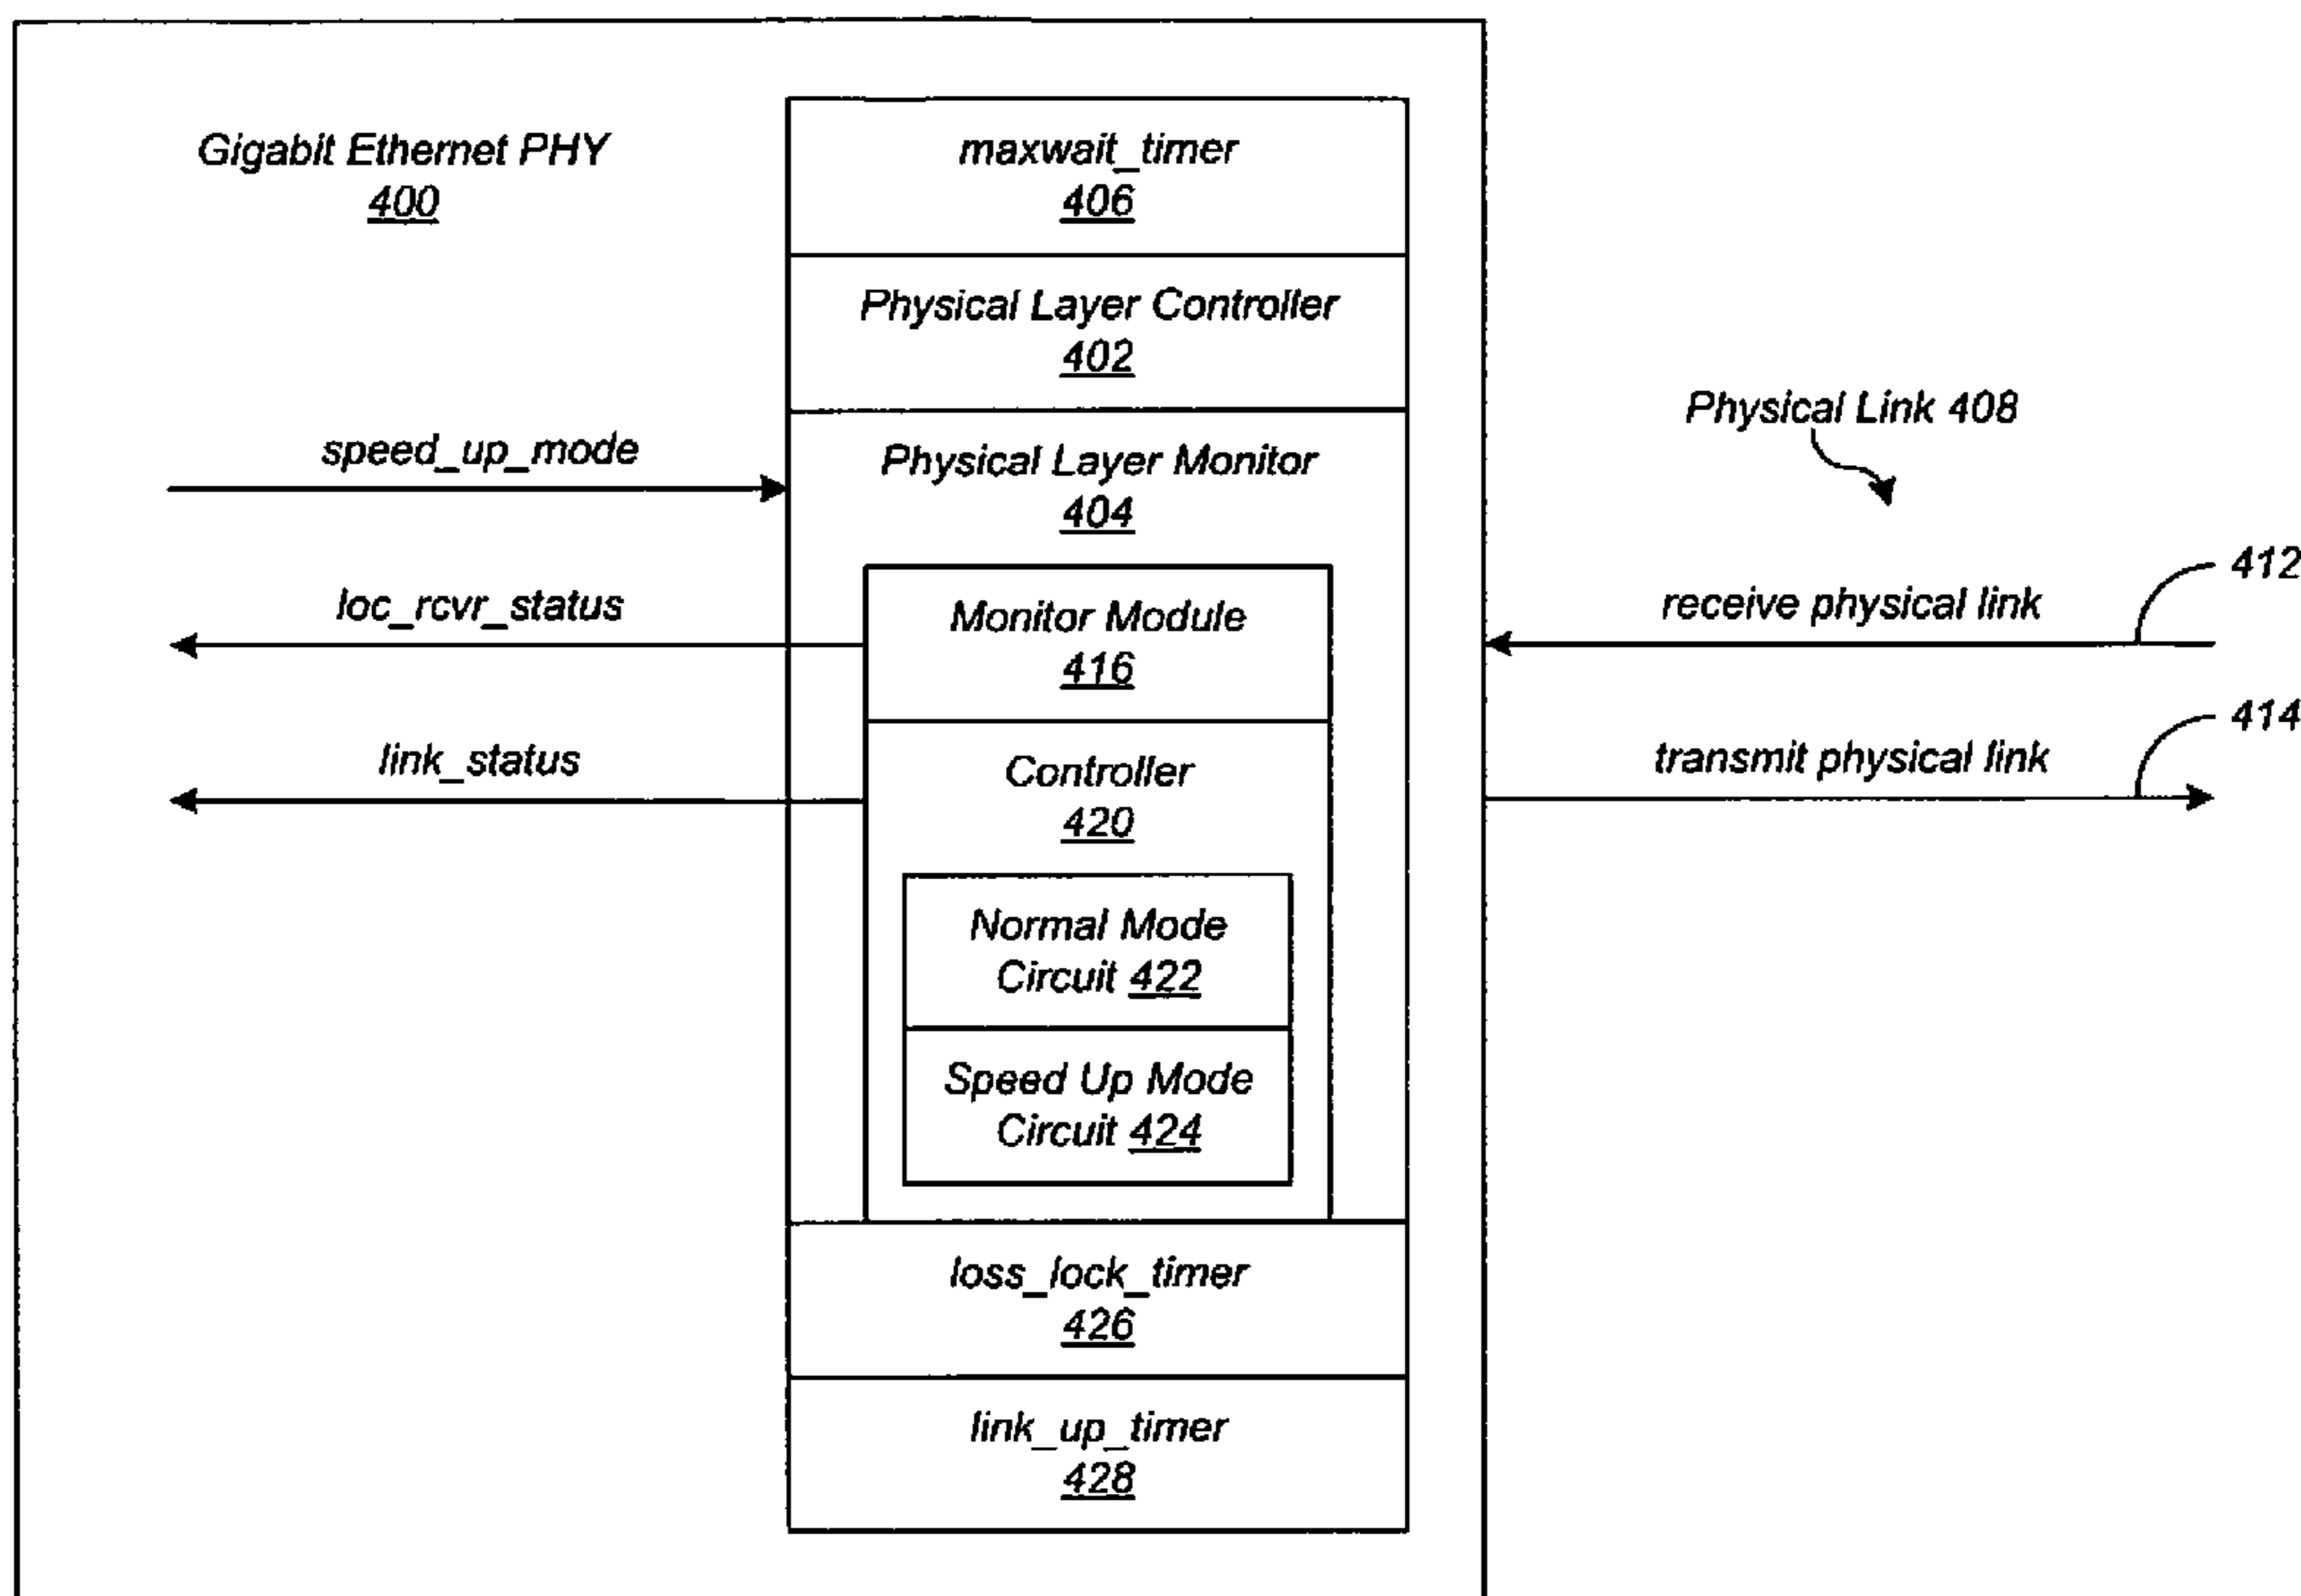 Gigabit Ethernet PHY
400
maxwait_timer
406
Physical Layer Controller
402
speed_up_mode
Physical Layer Monitor
404
Physical Link 408
loc_rcvr_status
Monitor Module
416
receive physical link
412
link_status
Controller
420
transmit physical link
414
Normal Mode
Circuit 422
Speed Up Mode
Circuit 424
loss_lock_timer
426
link_up_timer
428